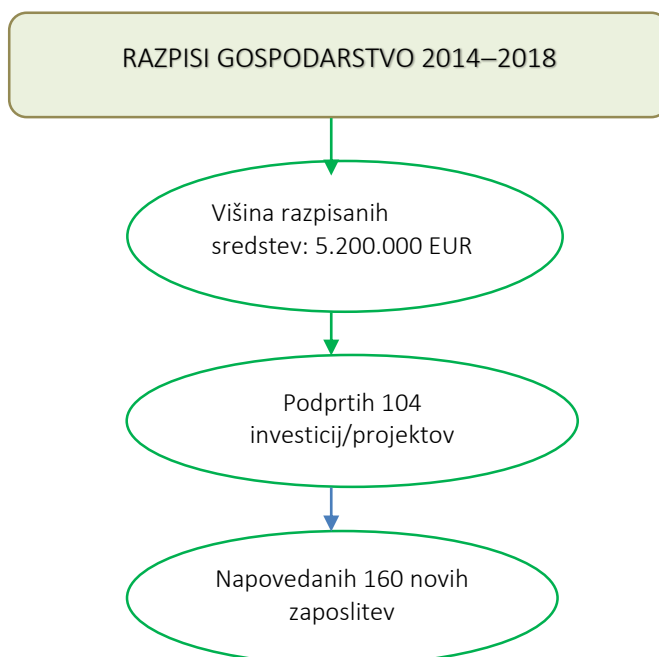 RAZPISI GOSPODARSTVO 2014–2018
Višina razpisanih
sredstev: 5.200.000 EUR
Podprtih 104
investicij/projektov
Napovedanih 160 novih
zaposlitev